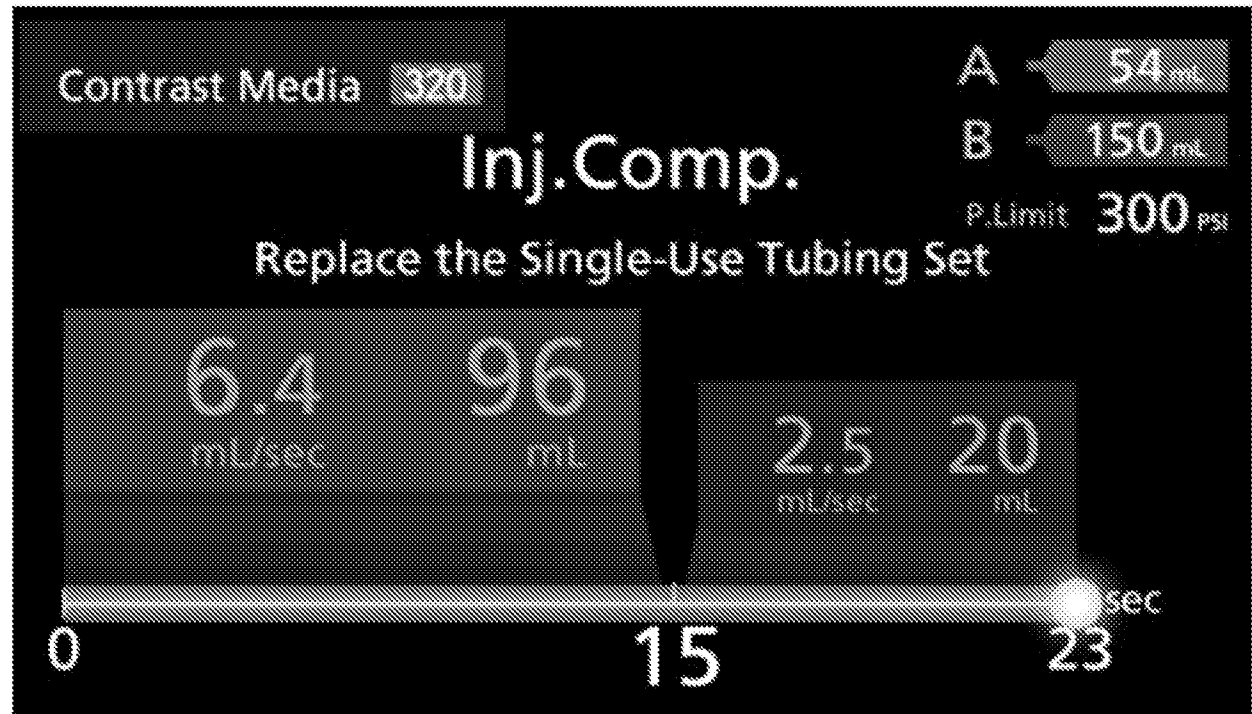 Contrast Media 320
A 54 mL
B 150 mL
P.Limit 300 PSI
Inj.Comp.
Replace the Single-Use Tubing Set
6.4 mL/sec 96 mL
2.5 mL/sec 20 mL
sec
0 15 23